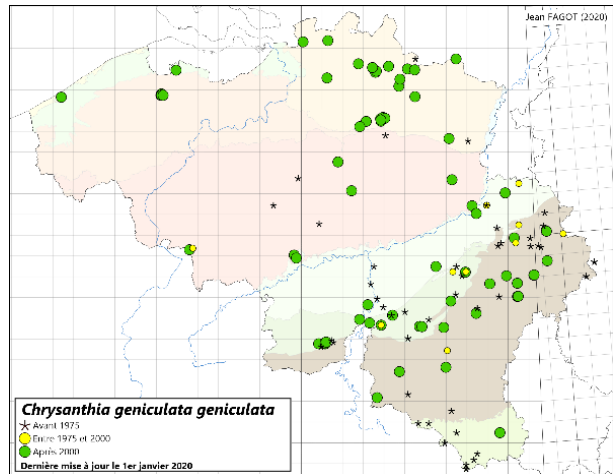 Jean FAGOT (2020)
Chrysanthia geniculata geniculata
Avant 1975
Entre 1975 et 2000
Après 2000
Dernière mise à jour le 1er janvier 2020